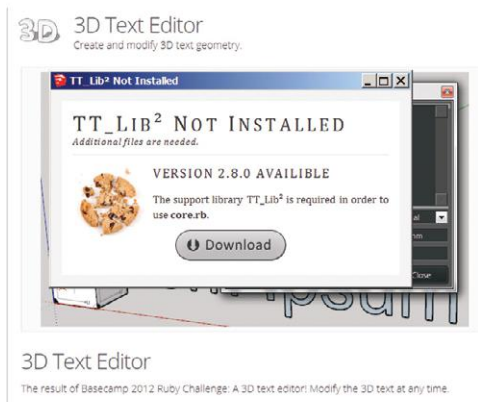 3D
3D Text Editor
Create and modify 3D text geometry.
TT_Lib² Not Installed
TT_LIB² NOT INSTALLED
Additional files are needed.
VERSION 2.8.0 AVAILIBLE
The support library TT_Lib² is required in order to
use core.rb.
Download
Close
ipsum
3D Text Editor
The result of Basecamp 2012 Ruby Challenge: A 3D text editor! Modify the 3D text at any time.